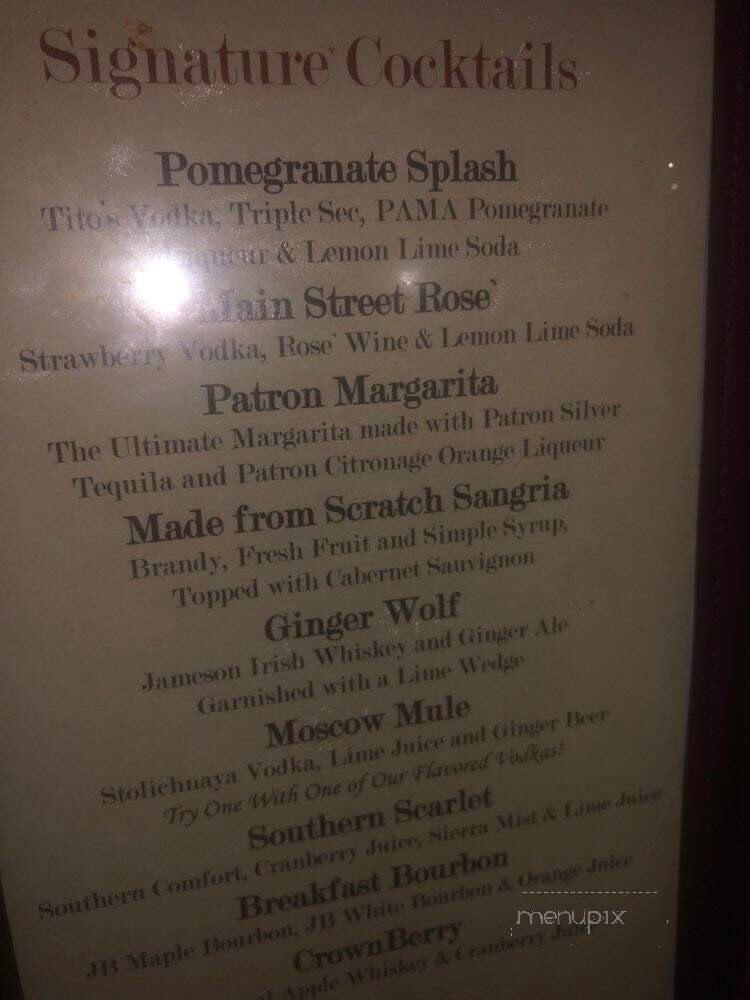 Signature Cocktails
Pomegranate Splash
Tito's Vodka, Triple Sec, PAMA Pomegranate
Liqueur & Lemon Lime Soda
Main Street Rose`
Strawberry Vodka, Rose` Wine & Lemon Lime Soda
Patron Margarita
The Ultimate Margarita made with Patron Silver
Tequila and Patron Citronage Orange Liqueur
Made from Scratch Sangria
Brandy, Fresh Fruit and Simple Syrup,
Topped with Cabernet Sauvignon
Ginger Wolf
Jameson Irish Whiskey and Ginger Ale
Garnished with a Lime Wedge
Moscow Mule
Stolichnaya Vodka, Lime Juice and Ginger Beer
Try One With One of Our Flavored Vodkas!
Southern Scarlet
Southern Comfort, Cranberry Juice, Sierra Mist & Lime Juice
Breakfast Bourbon
JB Maple Bourbon, JB White Bourbon & Orange Juice
menupix
CrownBerry
Apple Whiskey & Cranberry Juice